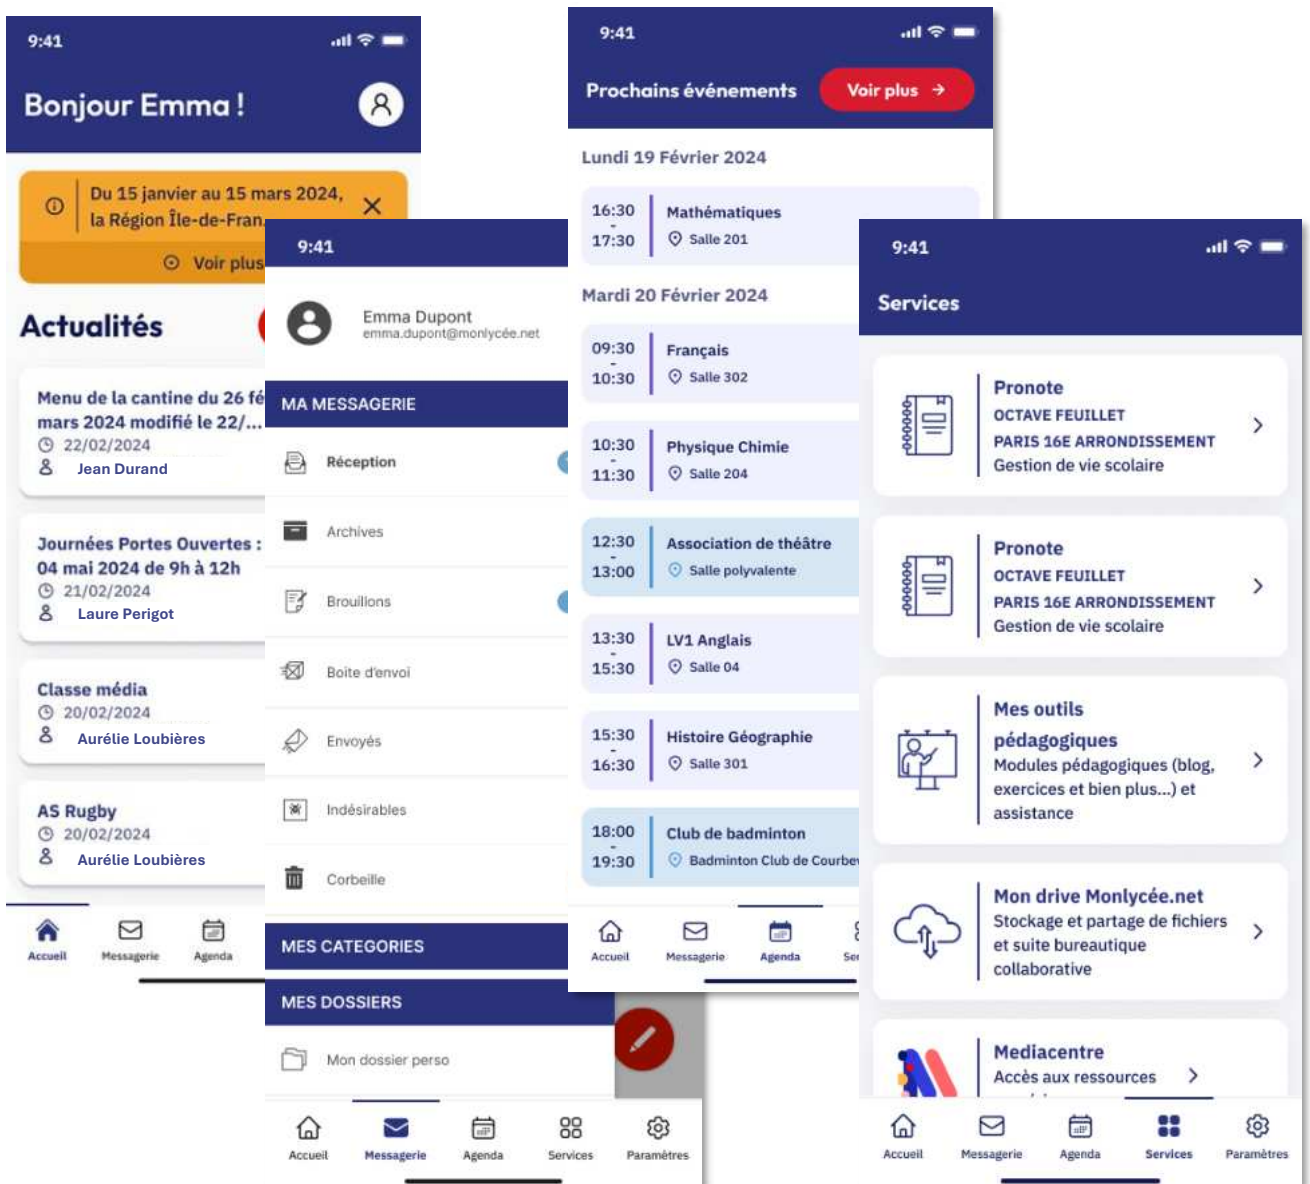 9:41
Bonjour Emma !
Du 15 janvier au 15 mars 2024,
la Région Île-de-Fran.
Voir plus
Actualités
Menu de la cantine du 26 fé
mars 2024 modifié le 22/...
22/02/2024
Jean Durand
Journées Portes Ouvertes :
04 mai 2024 de 9h à 12h
21/02/2024
Laure Perigot
Classe média
20/02/2024
Aurélie Loubières
AS Rugby
20/02/2024
Aurélie Loubières
Accueil
Messagerie
Agenda
9:41
Emma Dupont
emma.dupont@monlycée.net
MA MESSAGERIE
Réception
Archives
Brouillons
Boite d'envoi
Envoyés
Indésirables
Corbeille
MES CATEGORIES
MES DOSSIERS
Mon dossier perso
Accueil
Messagerie
Agenda
Services
Paramètres
9:41
Prochains événements
Voir plus →
Lundi 19 Février 2024
16:30
-
17:30
Mathématiques
Salle 201
Mardi 20 Février 2024
09:30
-
10:30
Français
Salle 302
10:30
-
11:30
Physique Chimie
Salle 204
12:30
-
13:00
Association de théâtre
Salle polyvalente
13:30
-
15:30
LV1 Anglais
Salle 04
15:30
-
16:30
Histoire Géographie
Salle 301
18:00
-
19:30
Club de badminton
Badminton Club de Courbe
Accueil
Messagerie
Agenda
Se
9:41
Services
Pronote
OCTAVE FEUILLET
PARIS 16E ARRONDISSEMENT
Gestion de vie scolaire
Pronote
OCTAVE FEUILLET
PARIS 16E ARRONDISSEMENT
Gestion de vie scolaire
Mes outils
pédagogiques
Modules pédagogiques (blog,
exercices et bien plus...) et
assistance
Mon drive Monlycée.net
Stockage et partage de fichiers
et suite bureautique
collaborative
Mediacentre
Accès aux ressources
Accueil
Messagerie
Agenda
Services
Paramètres